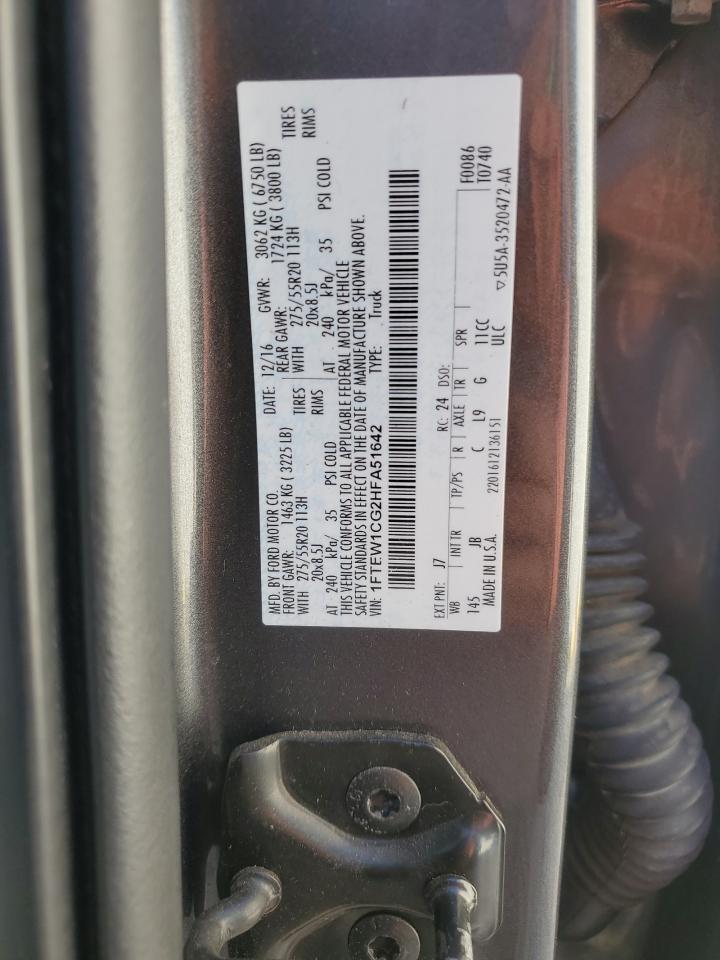 MFD. BY FORD MOTOR CO.
DATE: 12/16 GVWR: 3062 KG ( 6750 LB)
FRONT GAWR: 1463 KG ( 3225 LB) REAR GAWR: 1724 KG ( 3800 LB)
WITH 275/55R20 113H TIRES WITH 275/55R20 113H TIRES
20x8.5J RIMS 20x8.5J RIMS
AT 240 kPa/ 35 PSI COLD AT 240 kPa/ 35 PSI COLD
THIS VEHICLE CONFORMS TO ALL APPLICABLE FEDERAL MOTOR VEHICLE
SAFETY STANDARDS IN EFFECT ON THE DATE OF MANUFACTURE SHOWN ABOVE.
VIN: 1FTEW1CG2HFA51642 TYPE: Truck
F0086
T0740
EXT PNT: J7 RC: 24 DSO:
WB INT TR TP/PS R AXLE TR SPR
145 JB C L9 G 11CC
MADE IN U.S.A. 2201612136151 ULC
▽5U5A-3520472-AA